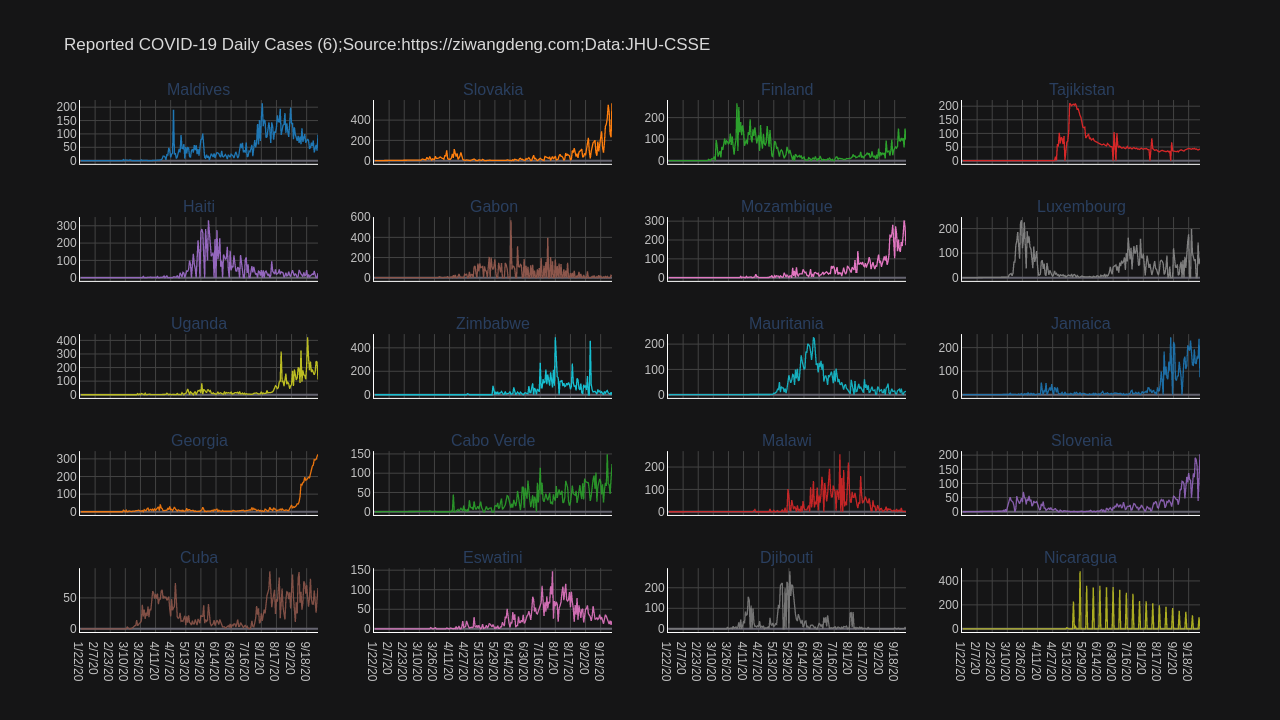 Reported COVID-19 Daily Cases (6);Source:https://ziwangdeng.com;Data:JHU-CSSE
Maldives
200
150
100
50
0
Slovakia
400
200
0
Finland
200
100
0
Tajikistan
200
150
100
50
0
Haiti
300
200
100
0
Gabon
600
400
200
0
Mozambique
300
200
100
0
Luxembourg
200
100
0
Uganda
400
300
200
100
0
Zimbabwe
400
200
0
Mauritania
200
100
0
Jamaica
200
100
0
Georgia
300
200
100
0
Cabo Verde
150
100
50
0
Malawi
200
100
0
Slovenia
200
150
100
50
0
Cuba
50
0
Eswatini
150
100
50
0
Djibouti
200
100
0
Nicaragua
400
200
0
1/22/20 2/7/20 3/10/20 3/26/20 4/11/20 4/27/20 5/13/20 5/29/20 6/14/20 6/30/20 7/16/20 8/1/20 8/17/20 9/2/20 9/18/20
1/22/20 2/7/20 3/10/20 3/26/20 4/11/20 4/27/20 5/13/20 5/29/20 6/14/20 6/30/20 7/16/20 8/1/20 8/17/20 9/2/20 9/18/20
1/22/20 2/7/20 3/10/20 3/26/20 4/11/20 4/27/20 5/13/20 5/29/20 6/14/20 6/30/20 7/16/20 8/1/20 8/17/20 9/2/20 9/18/20
1/22/20 2/7/20 2/23/20 3/10/20 3/26/20 4/11/20 4/27/20 5/13/20 5/29/20 6/14/20 6/30/20 7/16/20 8/1/20 8/17/20 9/2/20 9/18/20